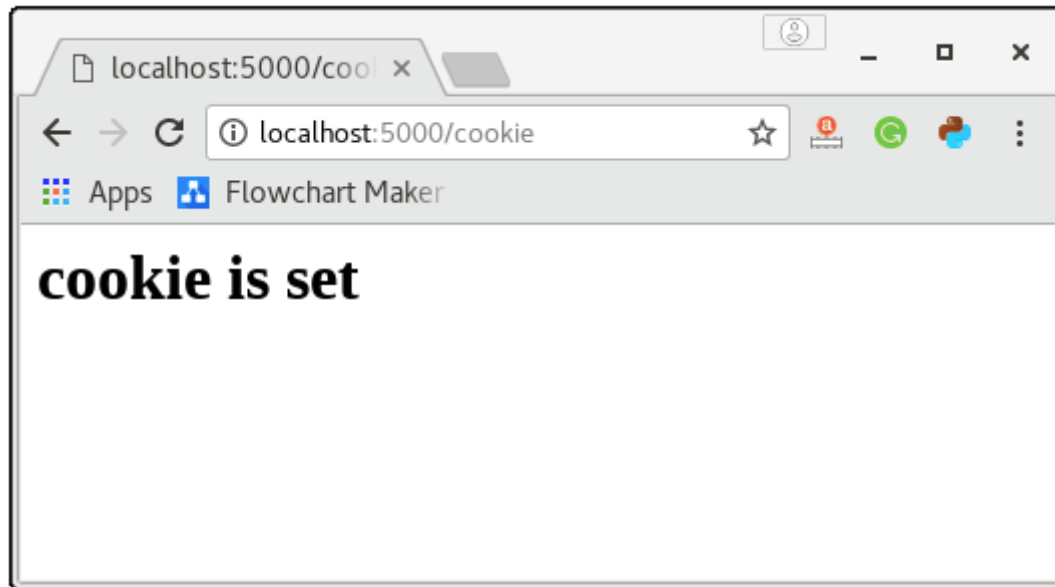 localhost:5000/coo
localhost:5000/cookie
Apps Flowchart Maker
cookie is set